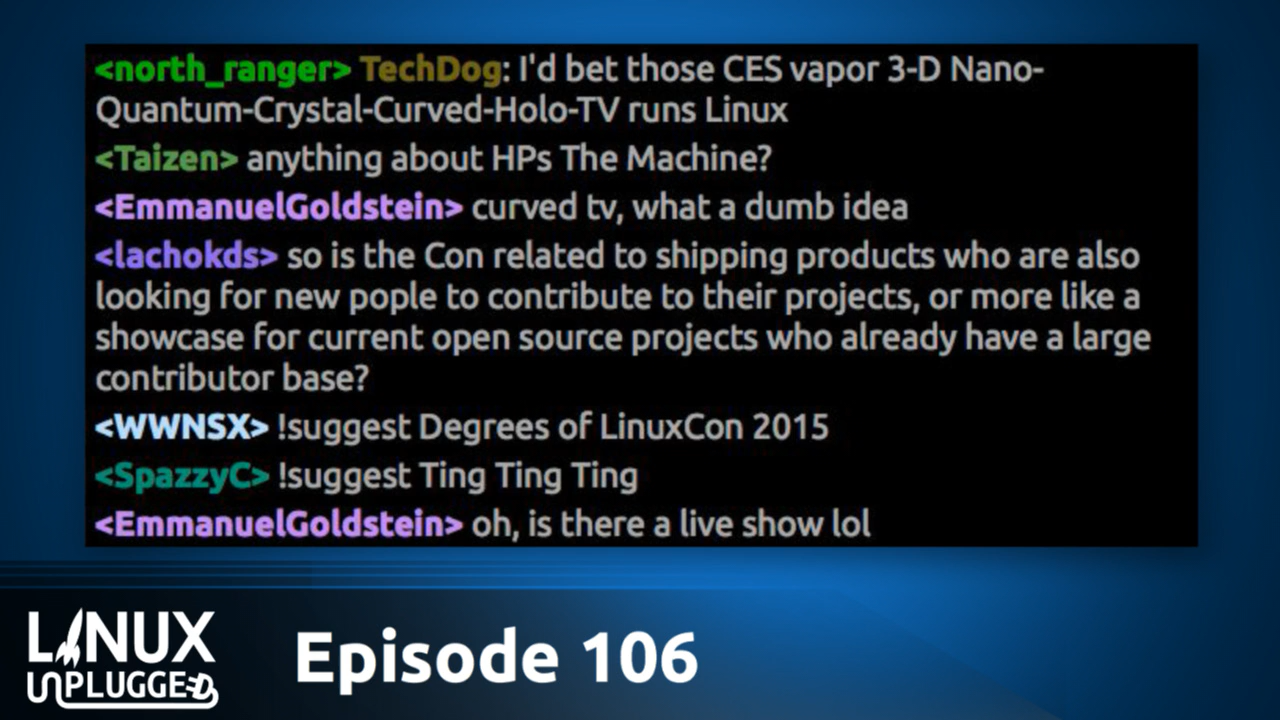 <north_ranger> TechDog: I'd bet those CES vapor 3-D Nano-
Quantum-Crystal-Curved-Holo-TV runs Linux
<Taizen> anything about HPs The Machine?
<EmmanuelGoldstein> curved tv, what a dumb idea
<lachokds> so is the Con related to shipping products who are also
looking for new pople to contribute to their projects, or more like a
showcase for current open source projects who already have a large
contributor base?
<WWNSX> !suggest Degrees of LinuxCon 2015
<SpazzyC> !suggest Ting Ting Ting
<EmmanuelGoldstein> oh, is there a live show lol
LINUX
UNPLUGGED
Episode 106